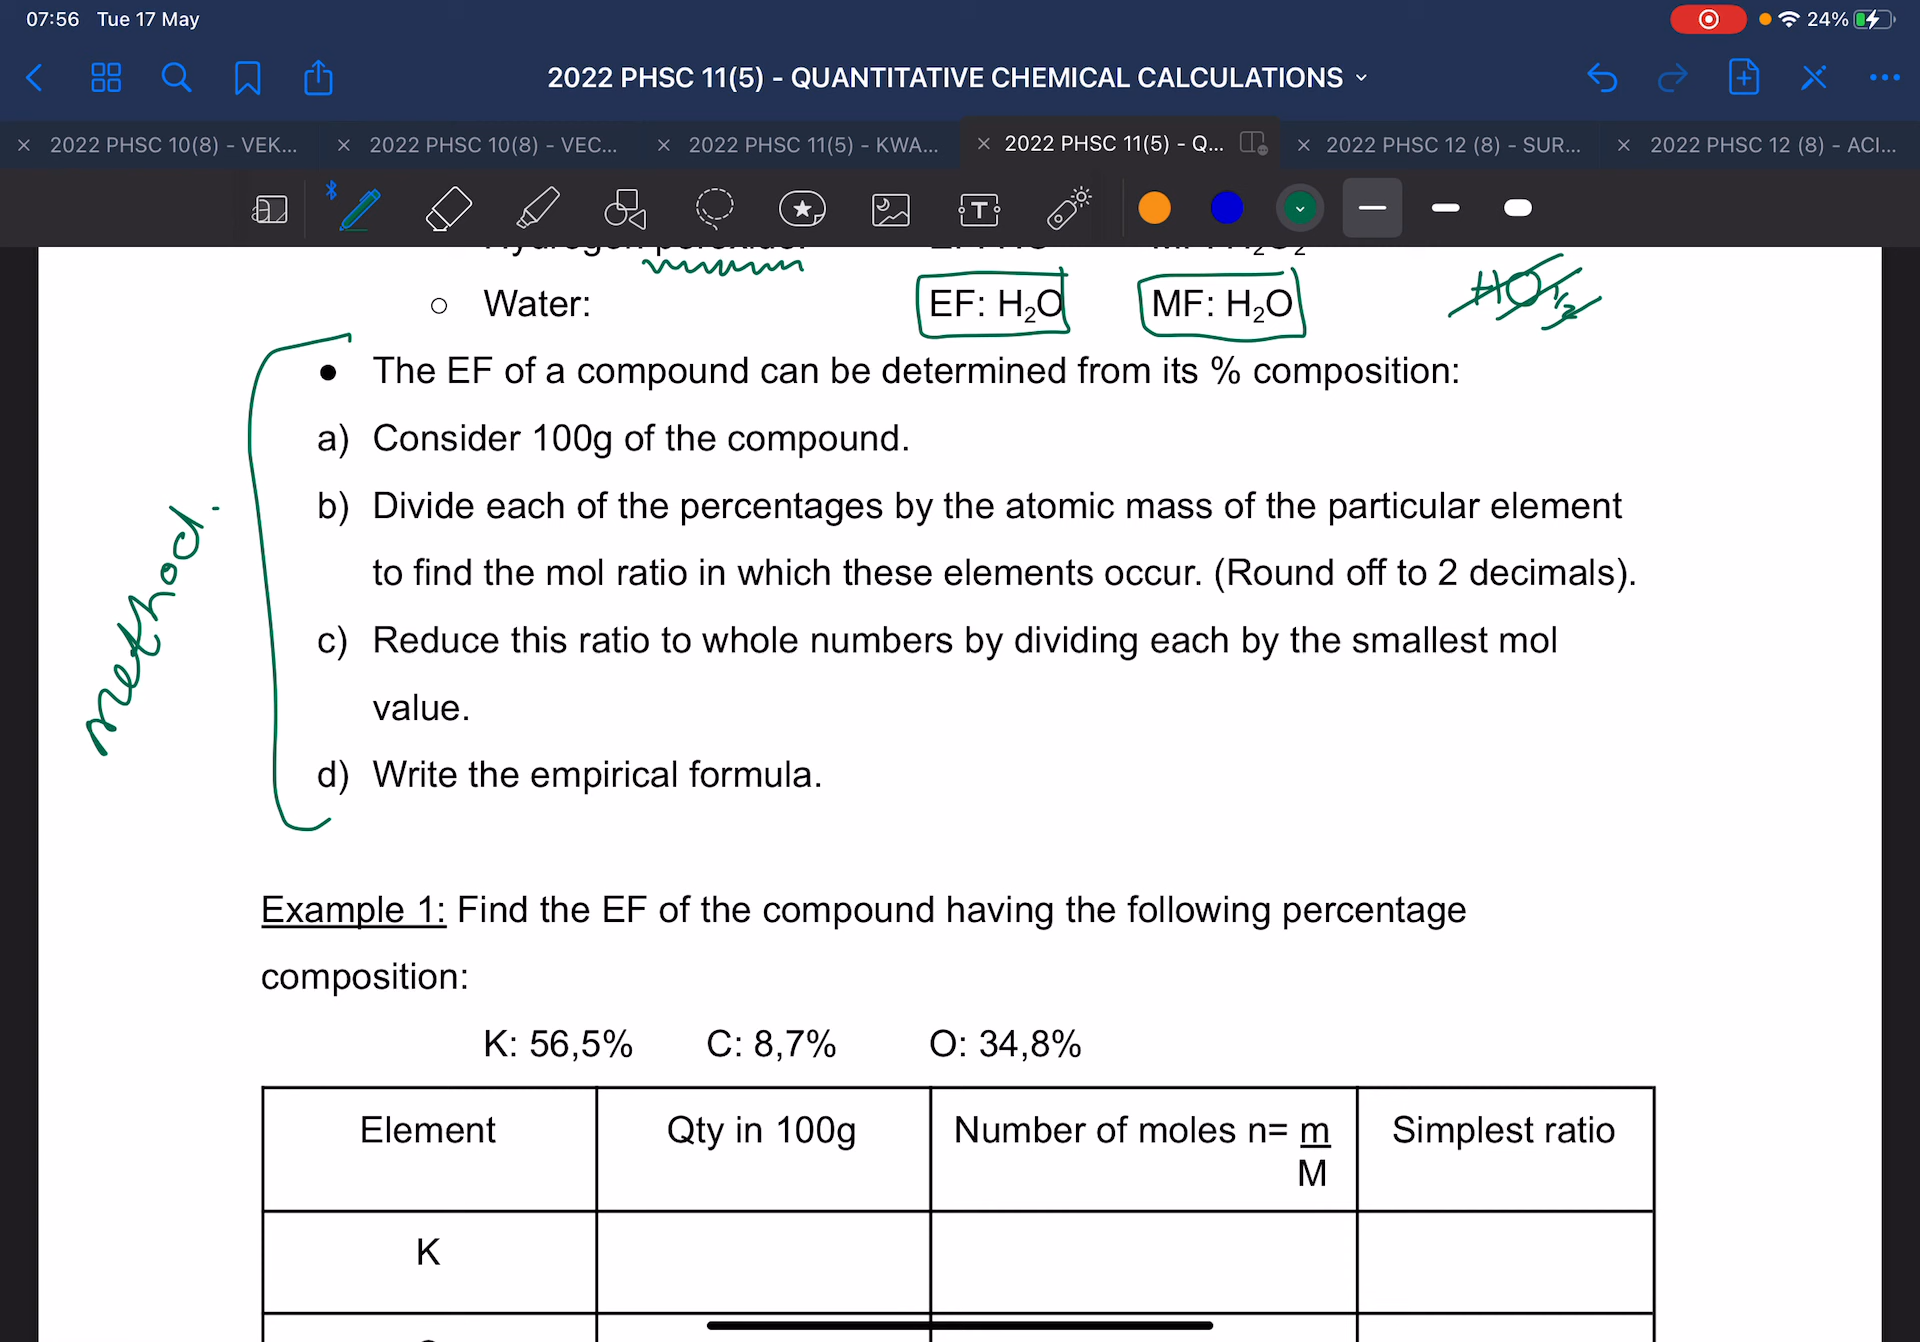 07:56 Tue 17 May
24%
2022 PHSC 11(5) - QUANTITATIVE CHEMICAL CALCULATIONS
2022 PHSC 10(8) - VEK...
2022 PHSC 10(8) - VEC...
2022 PHSC 11(5) - KWA...
2022 PHSC 11(5) - Q...
2022 PHSC 12 (8) - SUR...
2022 PHSC 12 (8) - ACI...
○ Water: EF: H₂O MF: H₂O HO½
• The EF of a compound can be determined from its % composition:
a) Consider 100g of the compound.
b) Divide each of the percentages by the atomic mass of the particular element
to find the mol ratio in which these elements occur. (Round off to 2 decimals).
c) Reduce this ratio to whole numbers by dividing each by the smallest mol
value.
d) Write the empirical formula.
method.
Example 1: Find the EF of the compound having the following percentage
composition:
K: 56,5% C: 8,7% O: 34,8%
Element Qty in 100g Number of moles n= m Simplest ratio
M
K